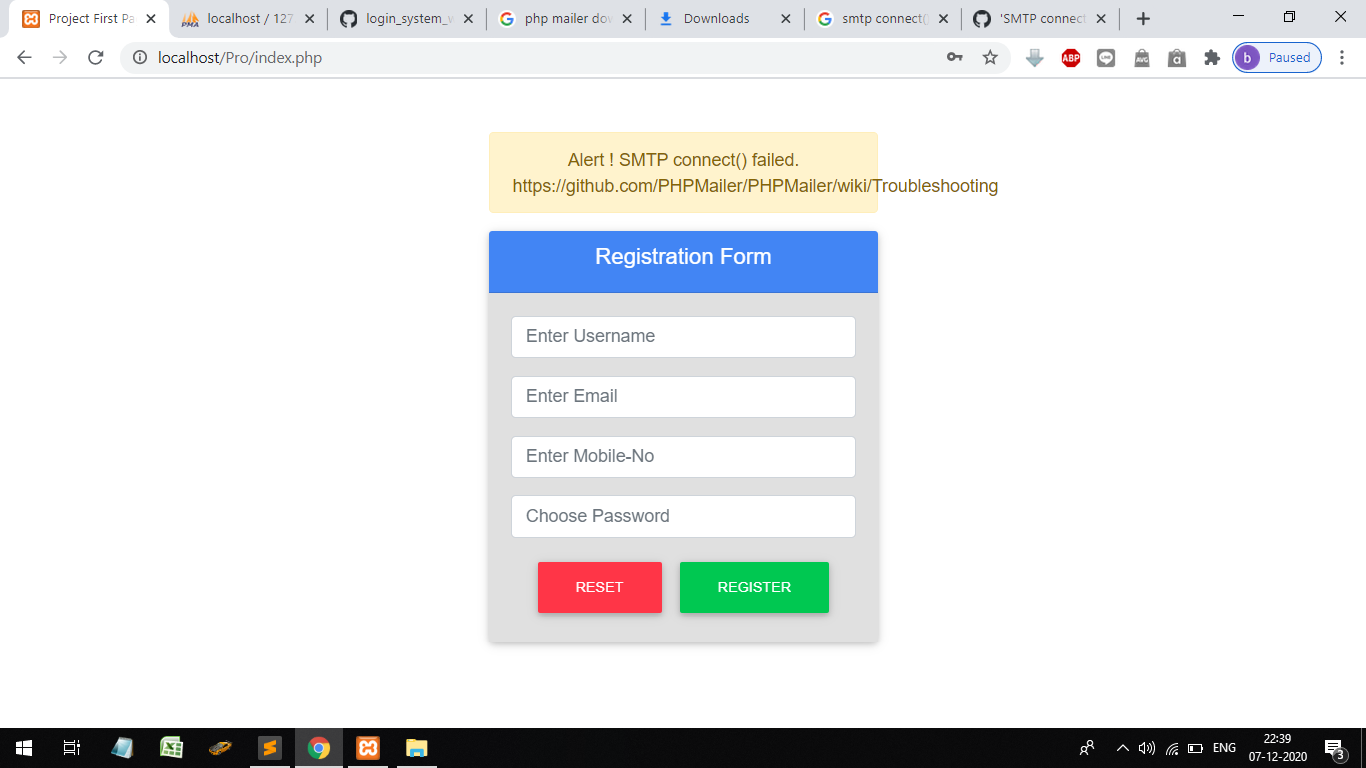 Project First Pa
localhost / 127
login_system_w
php mailer dow
Downloads
smtp connect()
'SMTP connect
localhost/Pro/index.php
ABP
AVG
a
b
Paused
Alert ! SMTP connect() failed.
https://github.com/PHPMailer/PHPMailer/wiki/Troubleshooting
Registration Form
Enter Username
Enter Email
Enter Mobile-No
Choose Password
RESET
REGISTER
ENG
22:39
07-12-2020
3